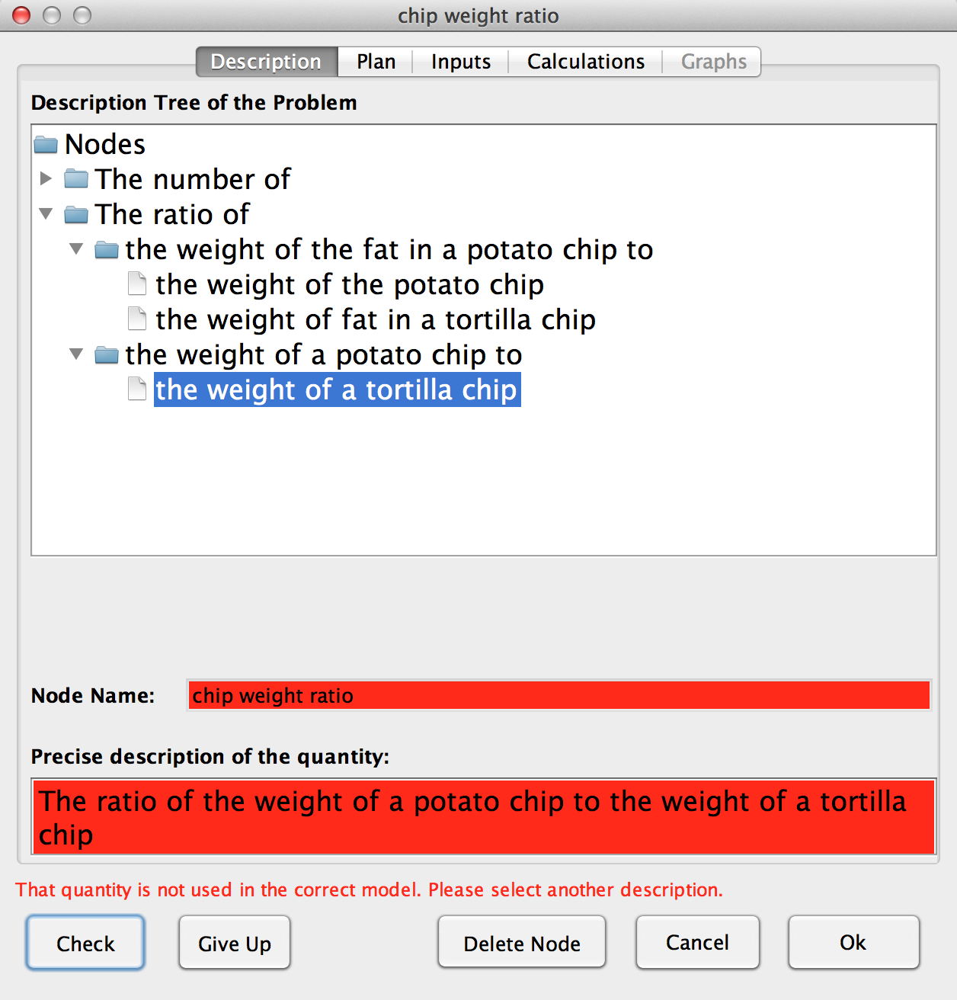 chip weight ratio
Description Plan Inputs Calculations Graphs
Description Tree of the Problem
Nodes
The number of
The ratio of
the weight of the fat in a potato chip to
the weight of the potato chip
the weight of fat in a tortilla chip
the weight of a potato chip to
the weight of a tortilla chip
Node Name: chip weight ratio
Precise description of the quantity:
The ratio of the weight of a potato chip to the weight of a tortilla
chip
That quantity is not used in the correct model. Please select another description.
Check Give Up Delete Node Cancel Ok